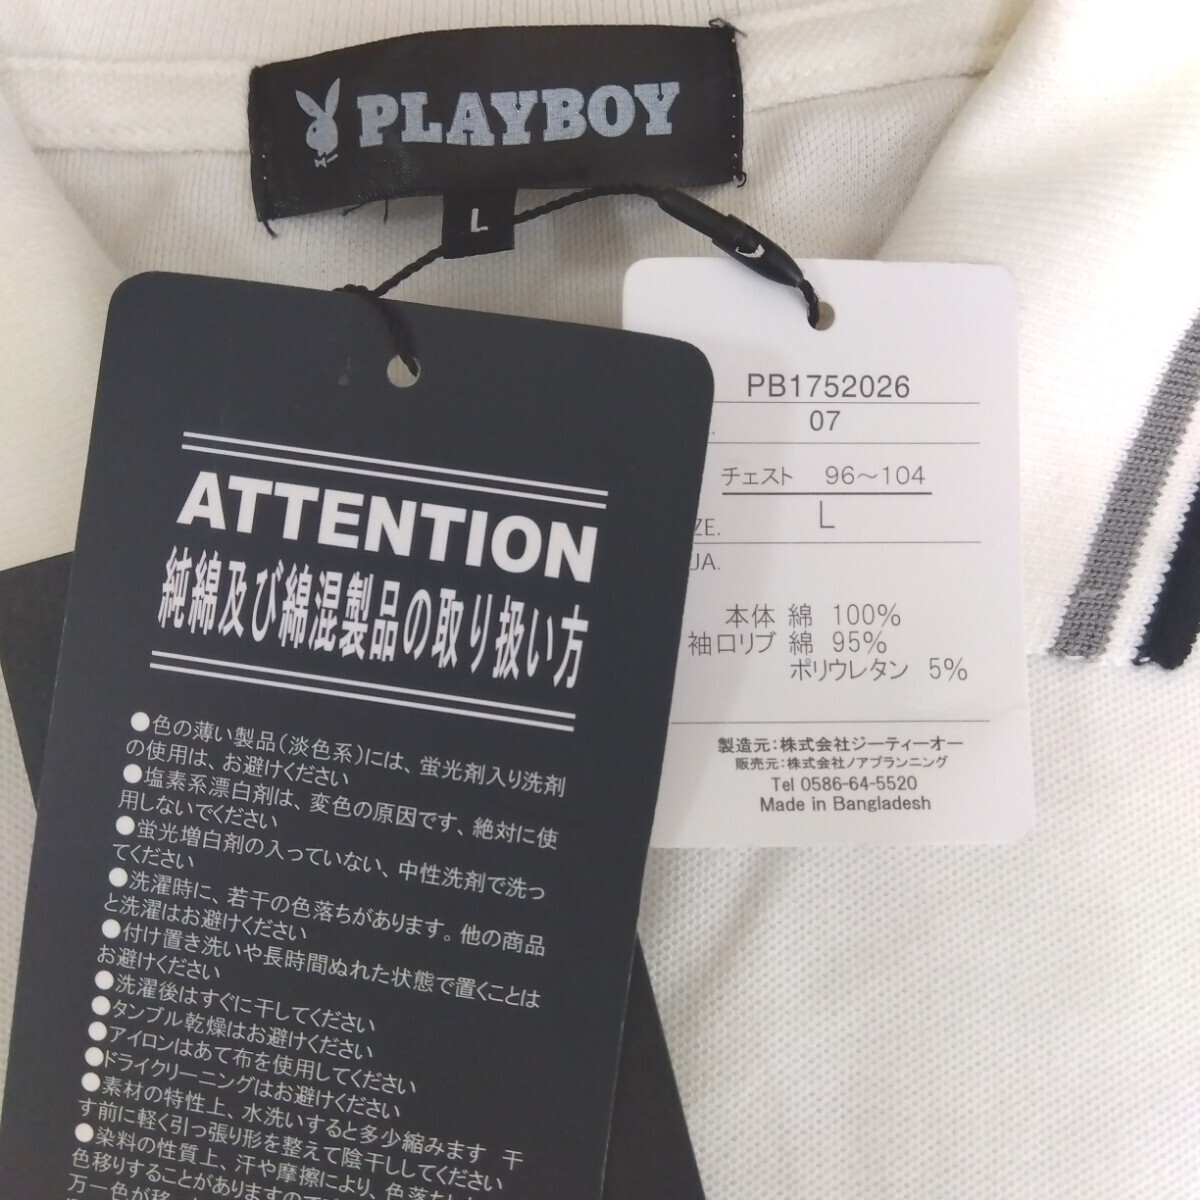 PLAYBOY
L
ATTENTION
純綿及び綿混製品の取り扱い方
●色の薄い製品(淡色系)には、蛍光剤入り洗剤
の使用は、お避けください
●塩素系漂白剤は、変色の原因です、絶対に使
用しないでください
●蛍光増白剤の入っていない、中性洗剤で洗っ
てください
●洗濯時に、若干の色落ちがあります。他の商品
と洗濯はお避けください
●付け置き洗いや長時間ぬれた状態で置くことは
お避けください
●洗濯後はすぐに干してください
●タンブル乾燥はお避けください
●アイロンはあて布を使用してください
●ドライクリーニングはお避けください
●素材の特性上、水洗いすると多少縮みます 干
す前に軽く引っ張り形を整えて陰干ししてください
●染料の性質上、汗や摩擦により、色落ちし
色移りすることがありますので
万一色が移
PB1752026
07
チェスト 96～104
ZE. L
UA.
本体 綿 100%
袖口リブ 綿 95%
ポリウレタン 5%
製造元:株式会社ジーティーオー
販売元:株式会社ノアプランニング
Tel 0586-64-5520
Made in Bangladesh